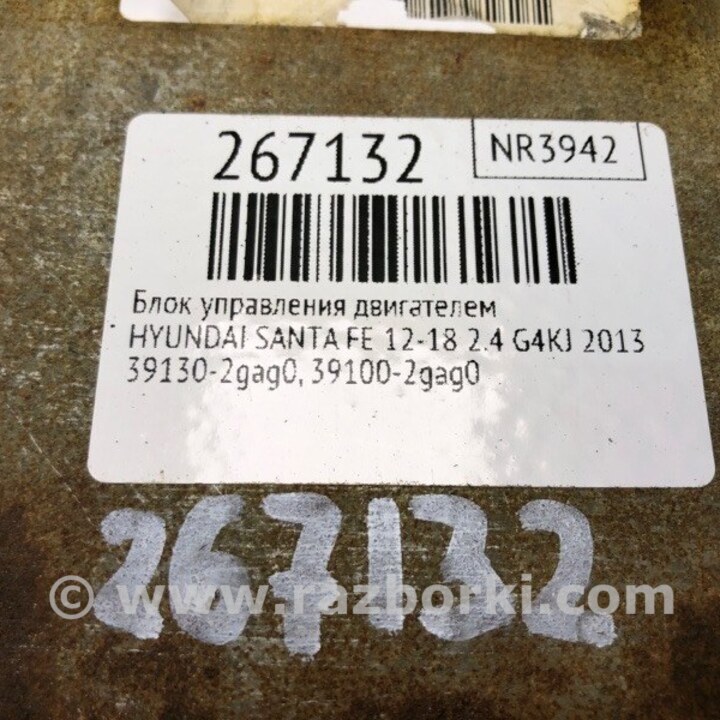 267132
NR3942
Блок управления двигателем
HYUNDAI SANTA FE 12-18 2.4 G4KJ 2013
39130-2gag0, 39100-2gag0
267132
© www.razborki.com